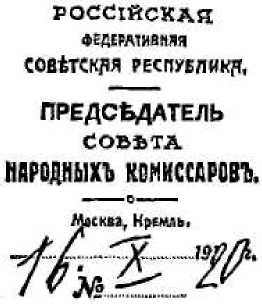 РОССІЙСКАЯ
ФЕДЕРАТИВНАЯ
СОВѢТСКАЯ РЕСПУБЛИКА.
ПРЕДСѢДАТЕЛЬ
СОВѢТА
НАРОДНЫХЪ КОМИССАРОВЪ.
Москва, Кремль.
16. X 1920 г.
№